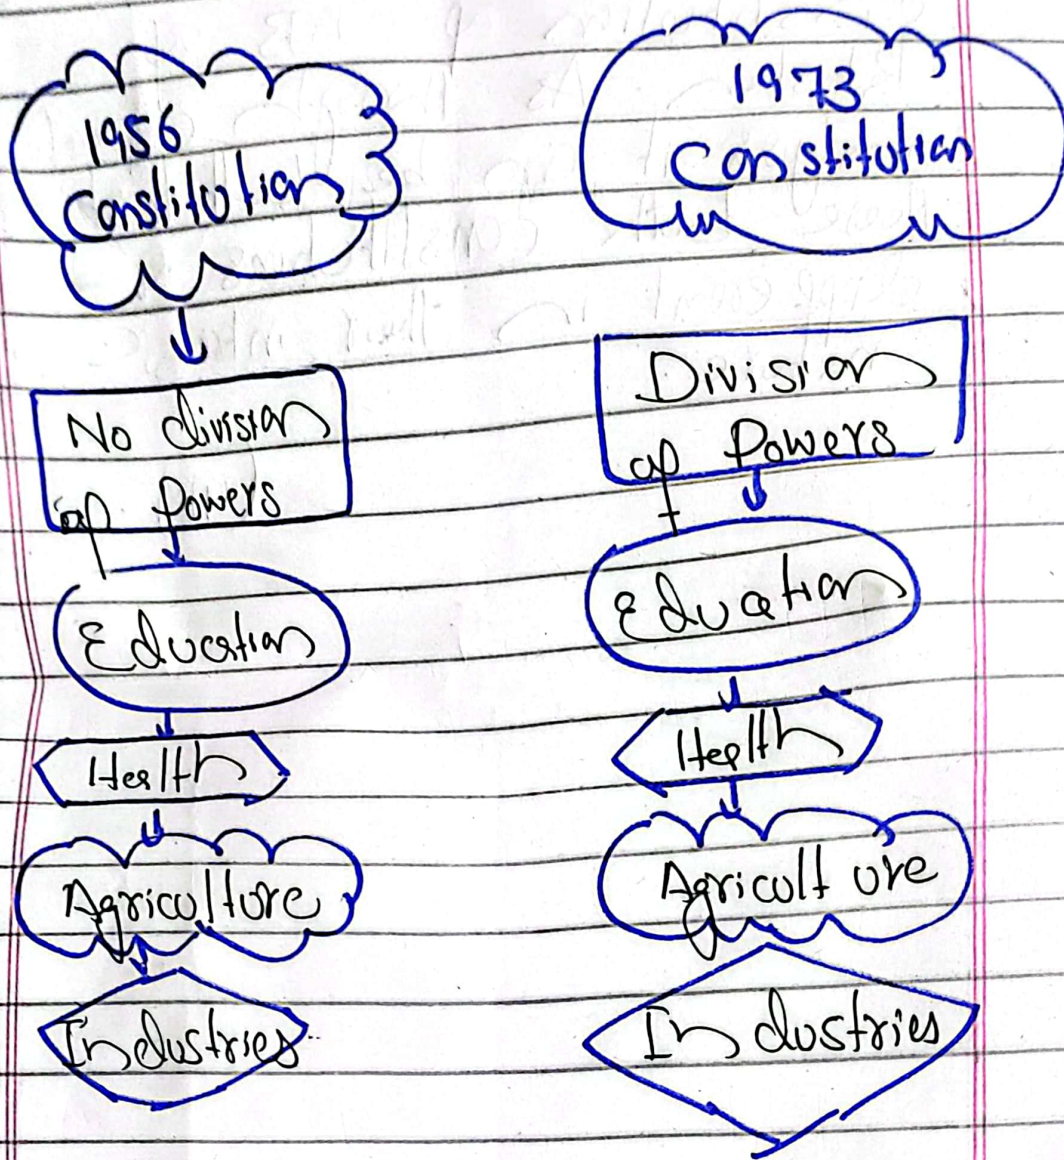 1956
Constitution
No division
of Powers
Education
Health
Agriculture
Industries
1973
Constitution
Division
of Powers
Education
Health
Agriculture
Industries